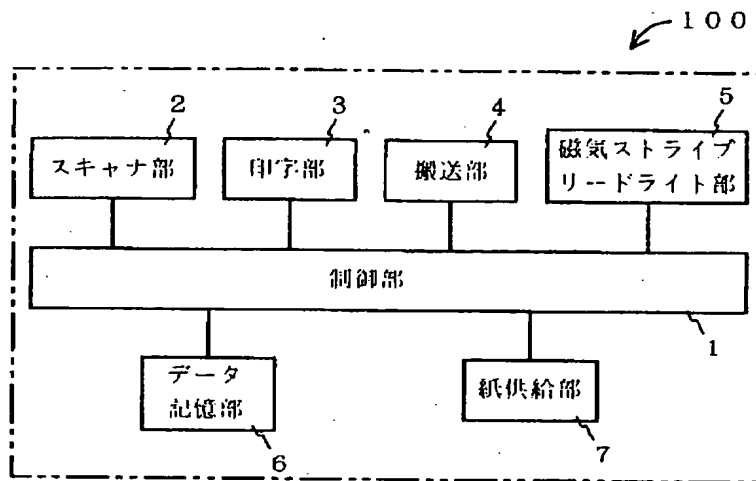 100
2
3
4
5
スキャナ部
印字部
搬送部
磁気ストライプ
リードライト部
制御部
1
データ
記憶部
紙供給部
6
7